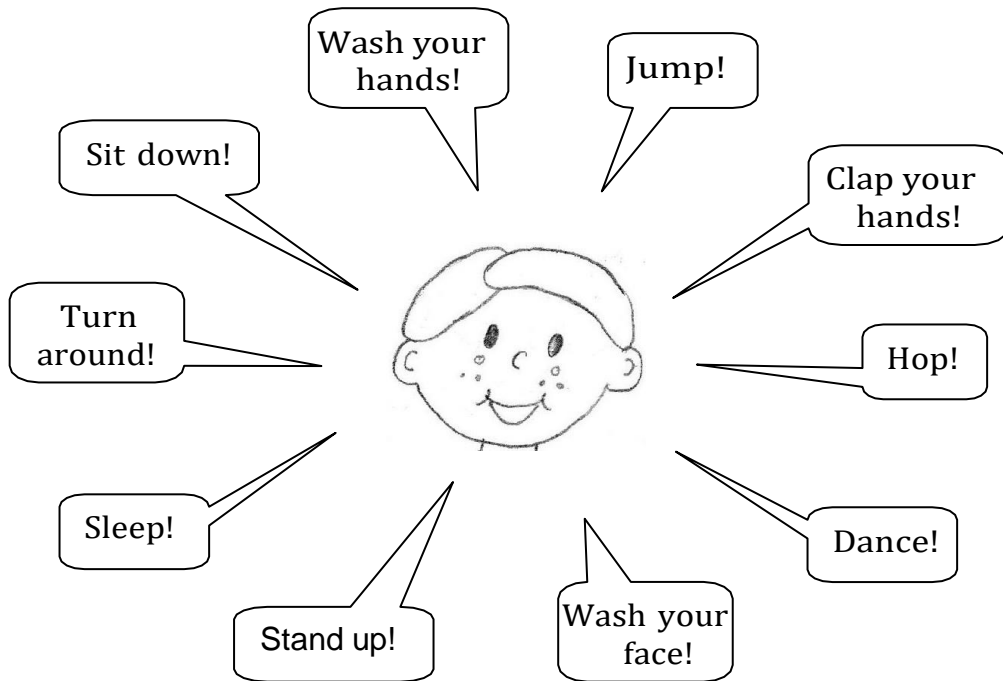 Wash your
hands!
Jump!
Sit down!
Clap your
hands!
Turn
around!
Hop!
Sleep!
Dance!
Stand up!
Wash your
face!